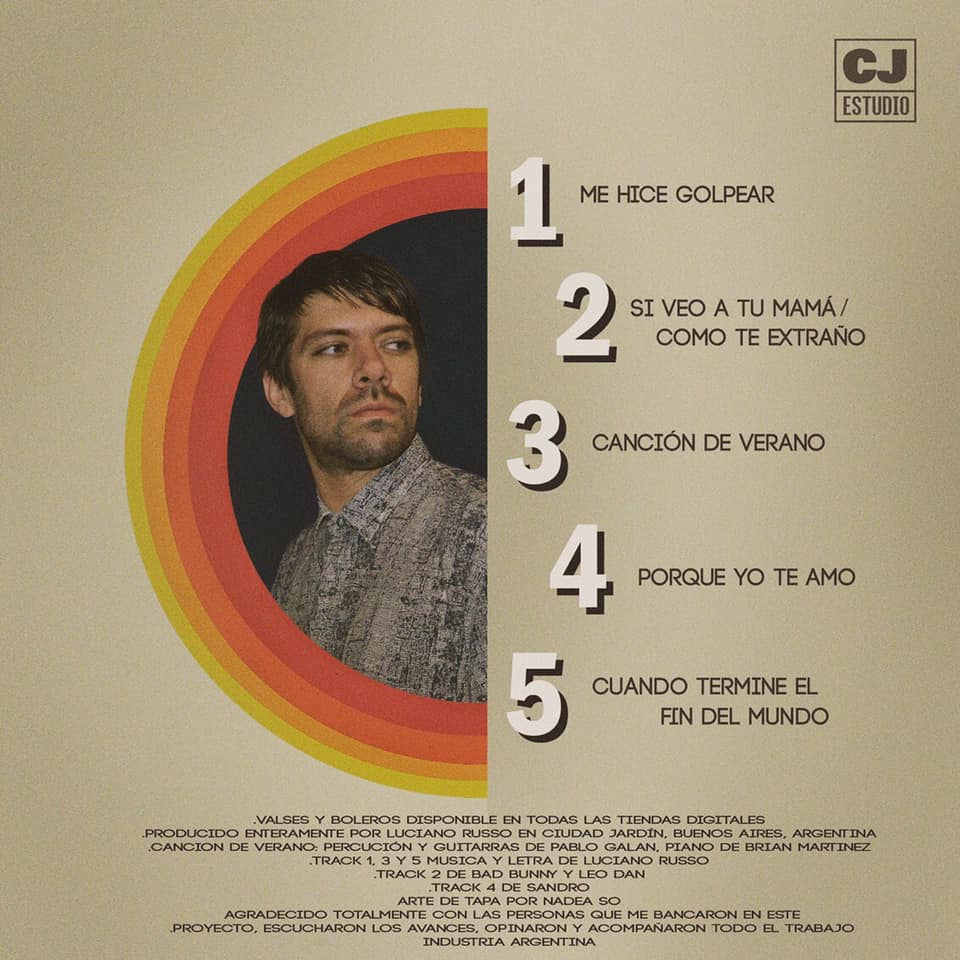 CJ
ESTUDIO
1 ME HICE GOLPEAR
2 SI VEO A TU MAMÁ /
COMO TE EXTRAÑO
3 CANCIÓN DE VERANO
4 PORQUE YO TE AMO
5 CUANDO TERMINE EL
FIN DEL MUNDO
.VALSES Y BOLEROS DISPONIBLE EN TODAS LAS TIENDAS DIGITALES
.PRODUCIDO ENTERAMENTE POR LUCIANO RUSSO EN CIUDAD JARDÍN, BUENOS AIRES, ARGENTINA
.CANCION DE VERANO: PERCUCIÓN Y GUITARRAS DE PABLO GALAN, PIANO DE BRIAN MARTINEZ
.TRACK 1, 3 Y 5 MUSICA Y LETRA DE LUCIANO RUSSO
.TRACK 2 DE BAD BUNNY Y LEO DAN
.TRACK 4 DE SANDRO
ARTE DE TAPA POR NADEA SO
AGRADECIDO TOTALMENTE CON LAS PERSONAS QUE ME BANCARON EN ESTE
.PROYECTO, ESCUCHARON LOS AVANCES, OPINARON Y ACOMPAÑARON TODO EL TRABAJO
INDUSTRIA ARGENTINA